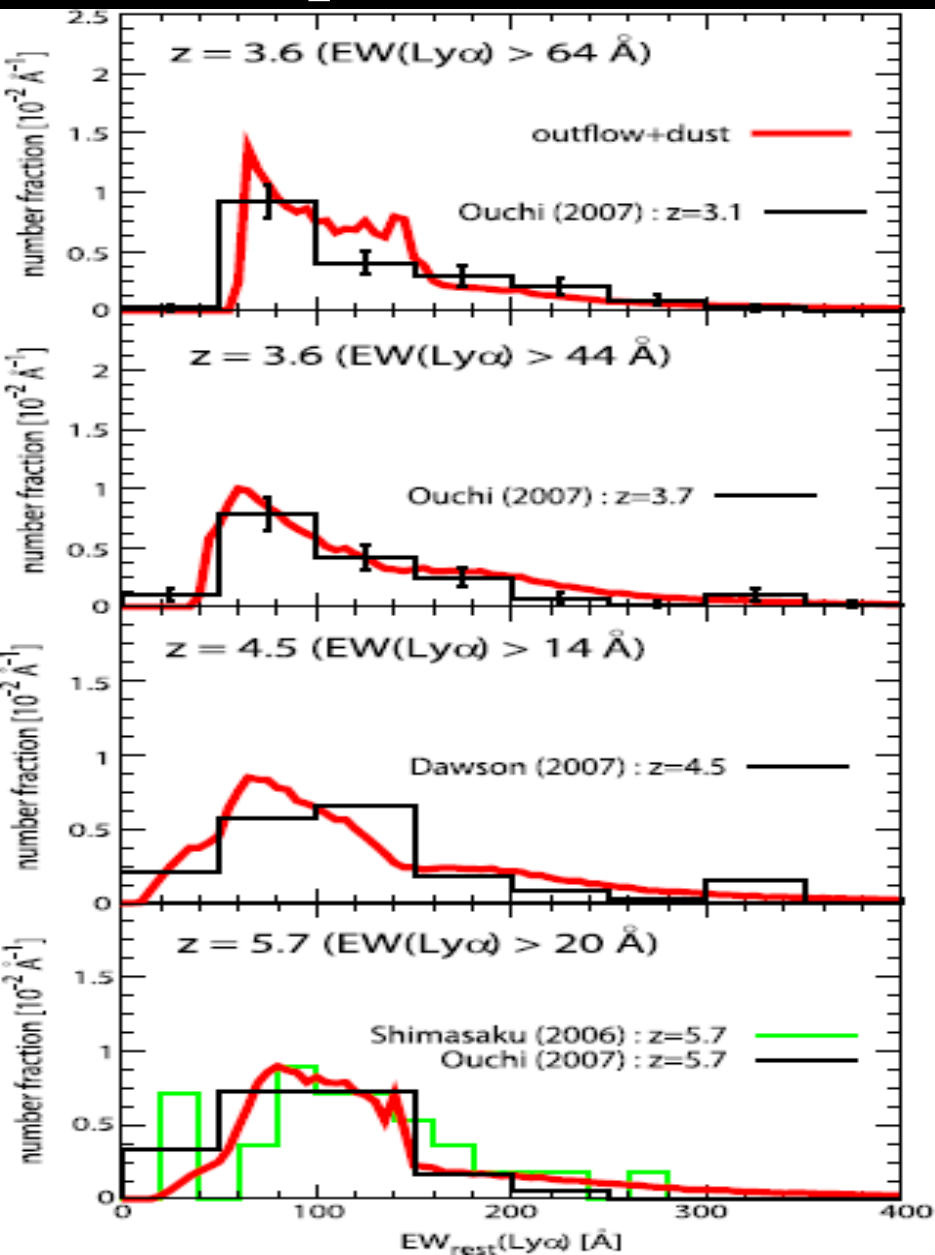 2.5
z = 3.6 (EW(Lyα) > 64 Å)
2
1.5
outflow+dust
1
Ouchi (2007) : z=3.1
0.5
0
number fraction [10⁻² Å⁻¹]
z = 3.6 (EW(Lyα) > 44 Å)
2
1.5
1
Ouchi (2007) : z=3.7
0.5
0
number fraction [10⁻² Å⁻¹]
z = 4.5 (EW(Lyα) > 14 Å)
1.5
1
Dawson (2007) : z=4.5
0.5
0
number fraction [10⁻² Å⁻¹]
z = 5.7 (EW(Lyα) > 20 Å)
1.5
Shimasaku (2006) : z=5.7
1
Ouchi (2007) : z=5.7
0.5
0
number fraction [10⁻² Å⁻¹]
0 100 200 300 400
EWrest(Lyα) [Å]